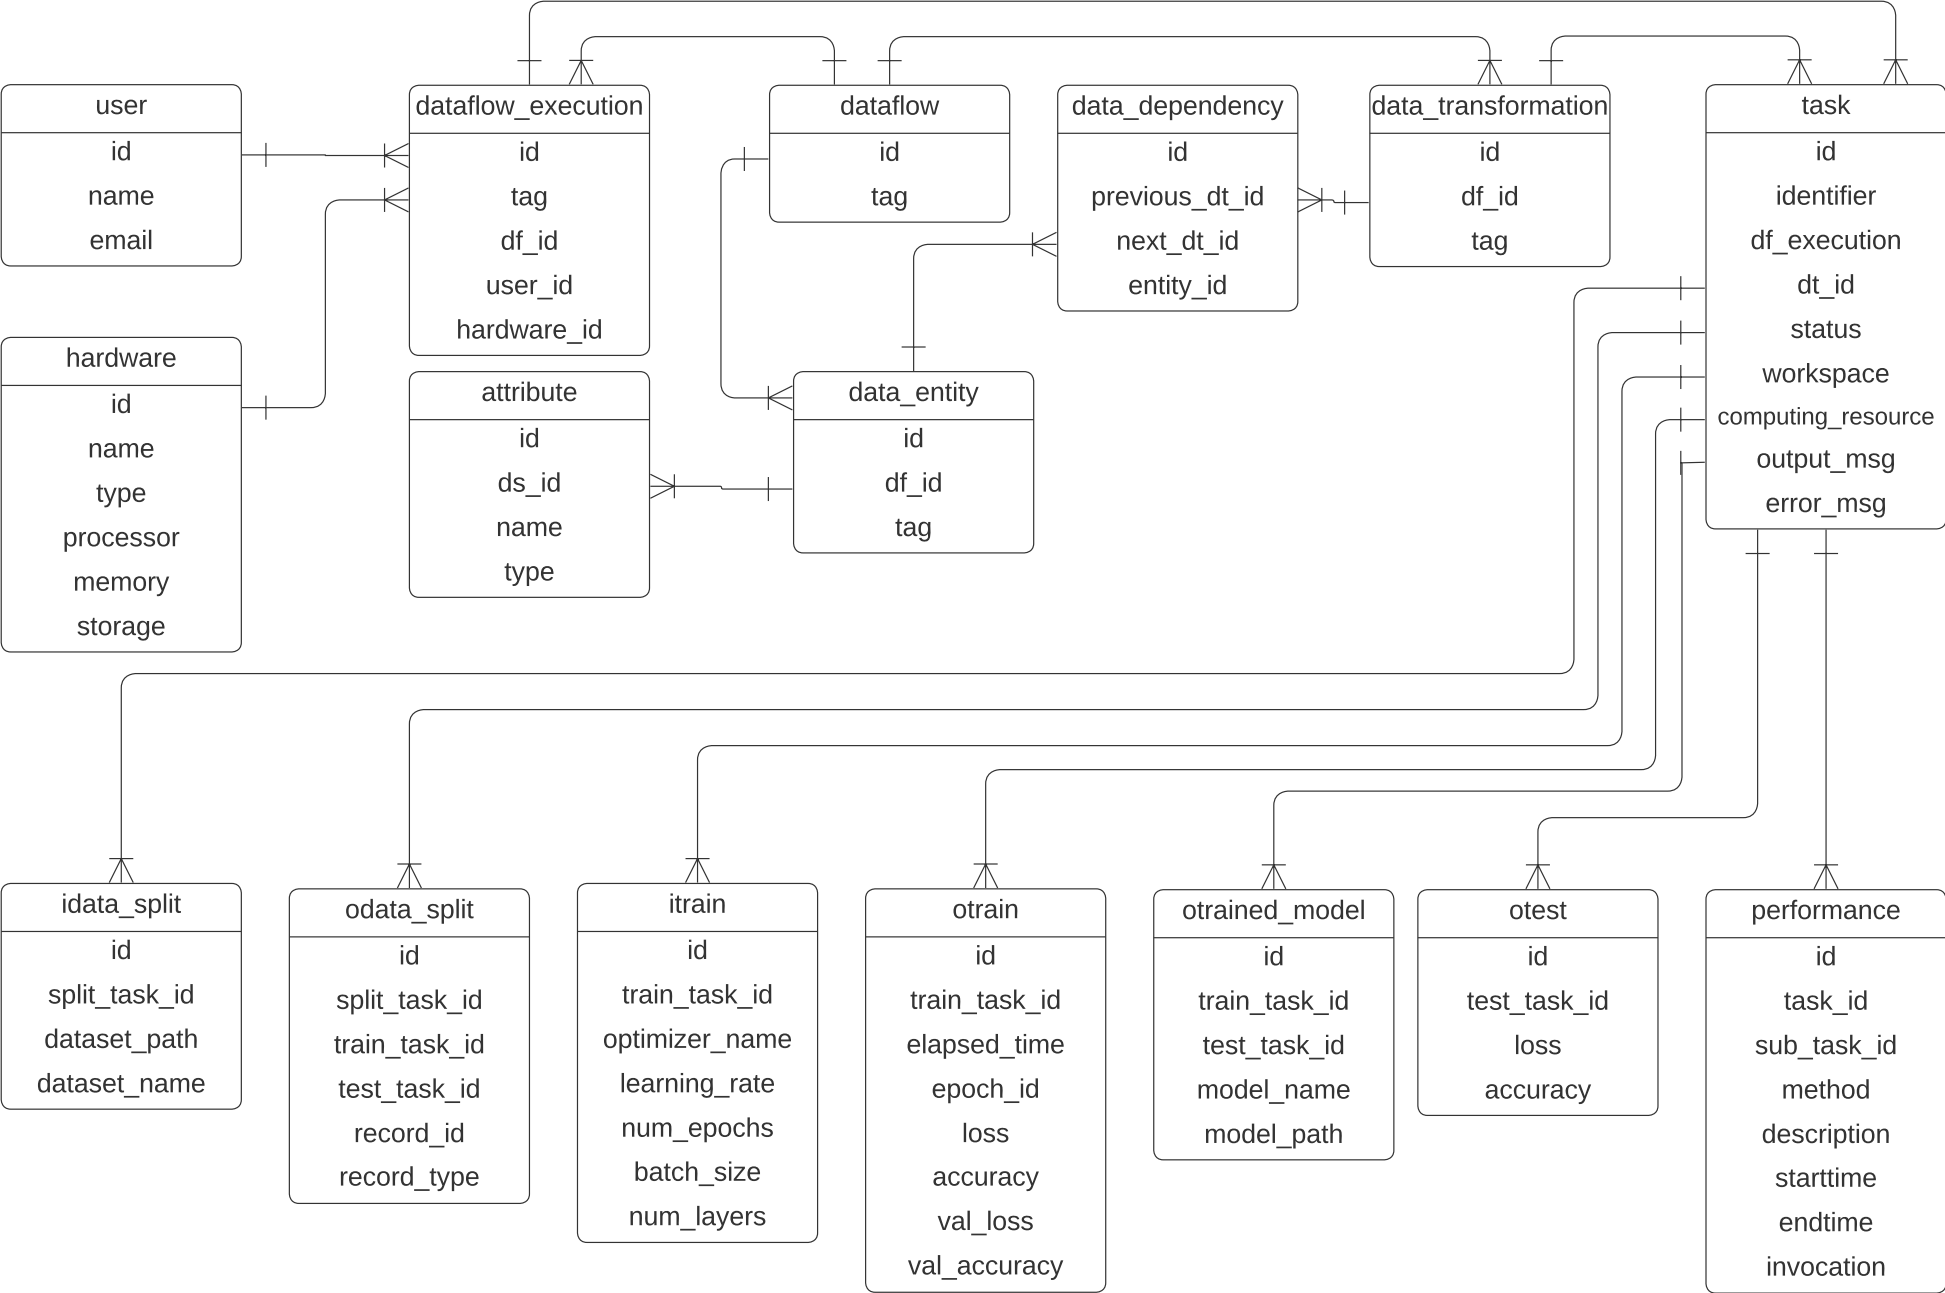 user
id
name
email
hardware
id
name
type
processor
memory
storage
dataflow_execution
id
tag
df_id
user_id
hardware_id
attribute
id
ds_id
name
type
dataflow
id
tag
data_entity
id
df_id
tag
data_dependency
id
previous_dt_id
next_dt_id
entity_id
data_transformation
id
df_id
tag
task
id
identifier
df_execution
dt_id
status
workspace
computing_resource
output_msg
error_msg
idata_split
id
split_task_id
dataset_path
dataset_name
odata_split
id
split_task_id
train_task_id
test_task_id
record_id
record_type
itrain
id
train_task_id
optimizer_name
learning_rate
num_epochs
batch_size
num_layers
otrain
id
train_task_id
elapsed_time
epoch_id
loss
accuracy
val_loss
val_accuracy
otrained_model
id
train_task_id
test_task_id
model_name
model_path
otest
id
test_task_id
loss
accuracy
performance
id
task_id
sub_task_id
method
description
starttime
endtime
invocation